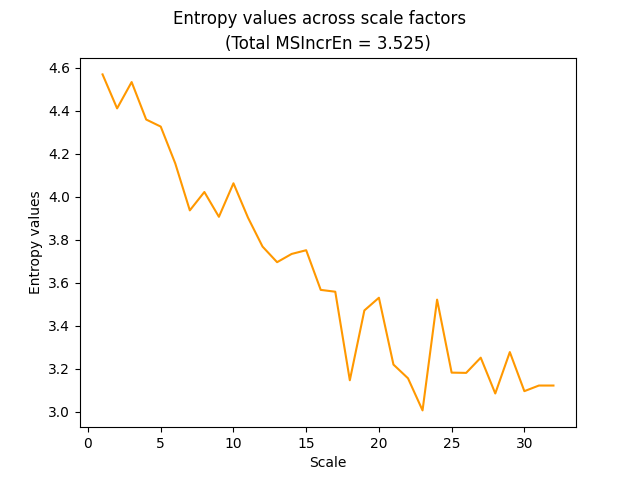 Entropy values across scale factors
(Total MSIncrEn = 3.525)
4.6
4.4
4.2
4.0
3.8
3.6
3.4
3.2
3.0
Entropy values
0 5 10 15 20 25 30
Scale